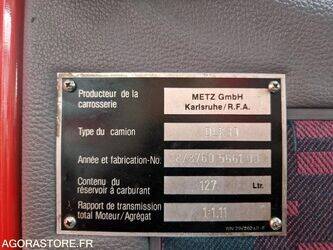 Producteur de la
carrosserie
METZ GmbH
Karlsruhe/R.F.A.
Type du camion
Année et fabrication-No.
Contenu du
réservoir à carburant
127 Ltr.
Rapport de transmission
total Moteur/Agrégat
1:1.11
AGORASTORE.FR